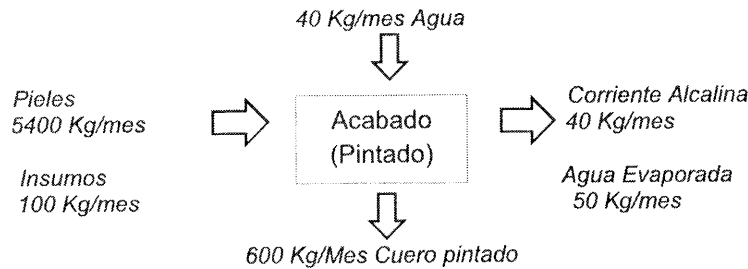 40 Kg/mes Agua
Pieles
5400 Kg/mes
Insumos
100 Kg/mes
Acabado
(Pintado)
Corriente Alcalina
40 Kg/mes
Agua Evaporada
50 Kg/mes
600 Kg/Mes Cuero pintado